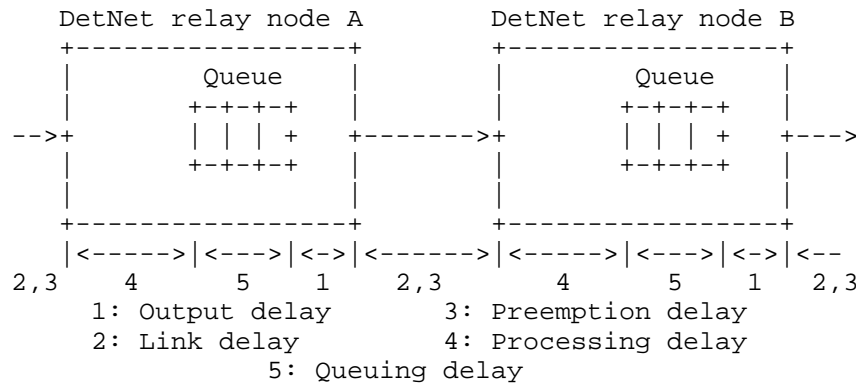 DetNet relay node A            DetNet relay node B
   +------------------+        +------------------+
   |        Queue     |        |        Queue     |
   |       +-+-+-+    |        |       +-+-+-+    |
-->+       | | | +    +------->+       | | | +    +--->
   |       +-+-+-+    |        |       +-+-+-+    |
   |                  |        |                  |
   +------------------+        +------------------+
   |<----->|<--->|<->|<------>|<----->|<--->|<->|<--
2,3    4      5    1    2,3      4      5    1   2,3
1: Output delay       3: Preemption delay
2: Link delay         4: Processing delay
5: Queuing delay